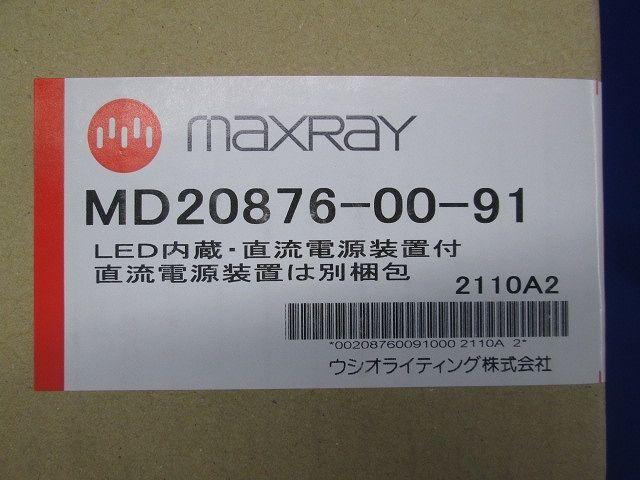 maxRay
MD20876-00-91
LED内蔵・直流電源装置付
直流電源装置は別梱包
2110A2
*00208760091000 2110A 2*
ウシオライティング株式会社